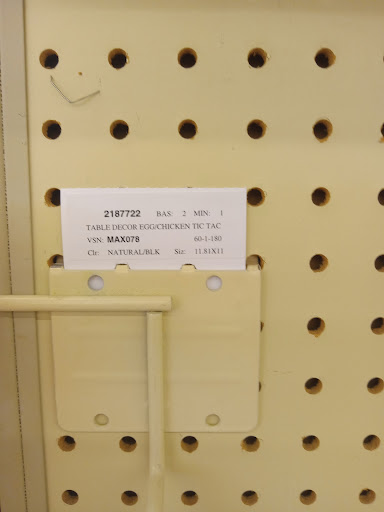 2187722 BAS: 2 MIN: 1
TABLE DECOR EGG/CHICKEN TIC TAC
VSN: MAX078 60-1-180
Clr: NATURAL/BLK Siz: 11.81X11